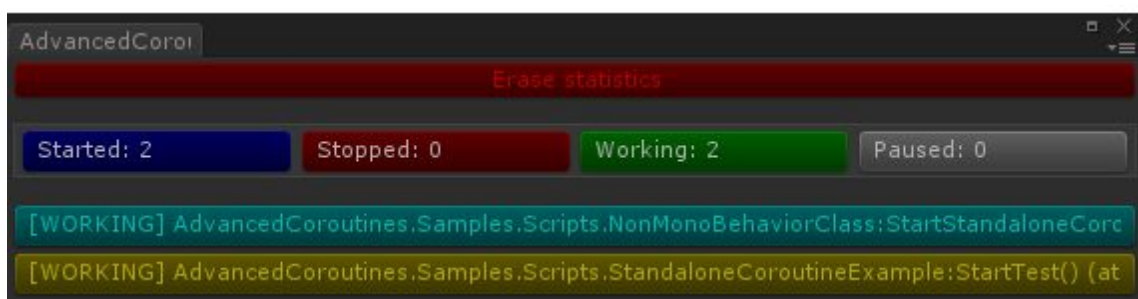 AdvancedCorou
Erase statistics
Started: 2 Stopped: 0 Working: 2 Paused: 0
[WORKING] AdvancedCoroutines.Samples.Scripts.NonMonoBehaviorClass:StartStandaloneCorc
[WORKING] AdvancedCoroutines.Samples.Scripts.StandaloneCoroutineExample:StartTest() (at